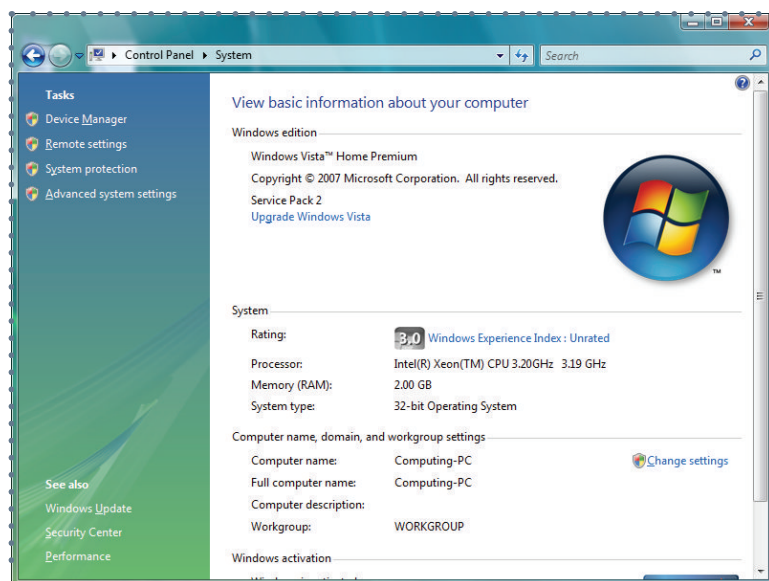 Control Panel ▸ System
Search
Tasks
Device Manager
Remote settings
System protection
Advanced system settings
See also
Windows Update
Security Center
Performance
View basic information about your computer
Windows edition
Windows Vista™ Home Premium
Copyright © 2007 Microsoft Corporation. All rights reserved.
Service Pack 2
Upgrade Windows Vista
TM
System
Rating: 3.0 Windows Experience Index : Unrated
Processor: Intel(R) Xeon(TM) CPU 3.20GHz 3.19 GHz
Memory (RAM): 2.00 GB
System type: 32-bit Operating System
Computer name, domain, and workgroup settings
Computer name: Computing-PC Change settings
Full computer name: Computing-PC
Computer description:
Workgroup: WORKGROUP
Windows activation